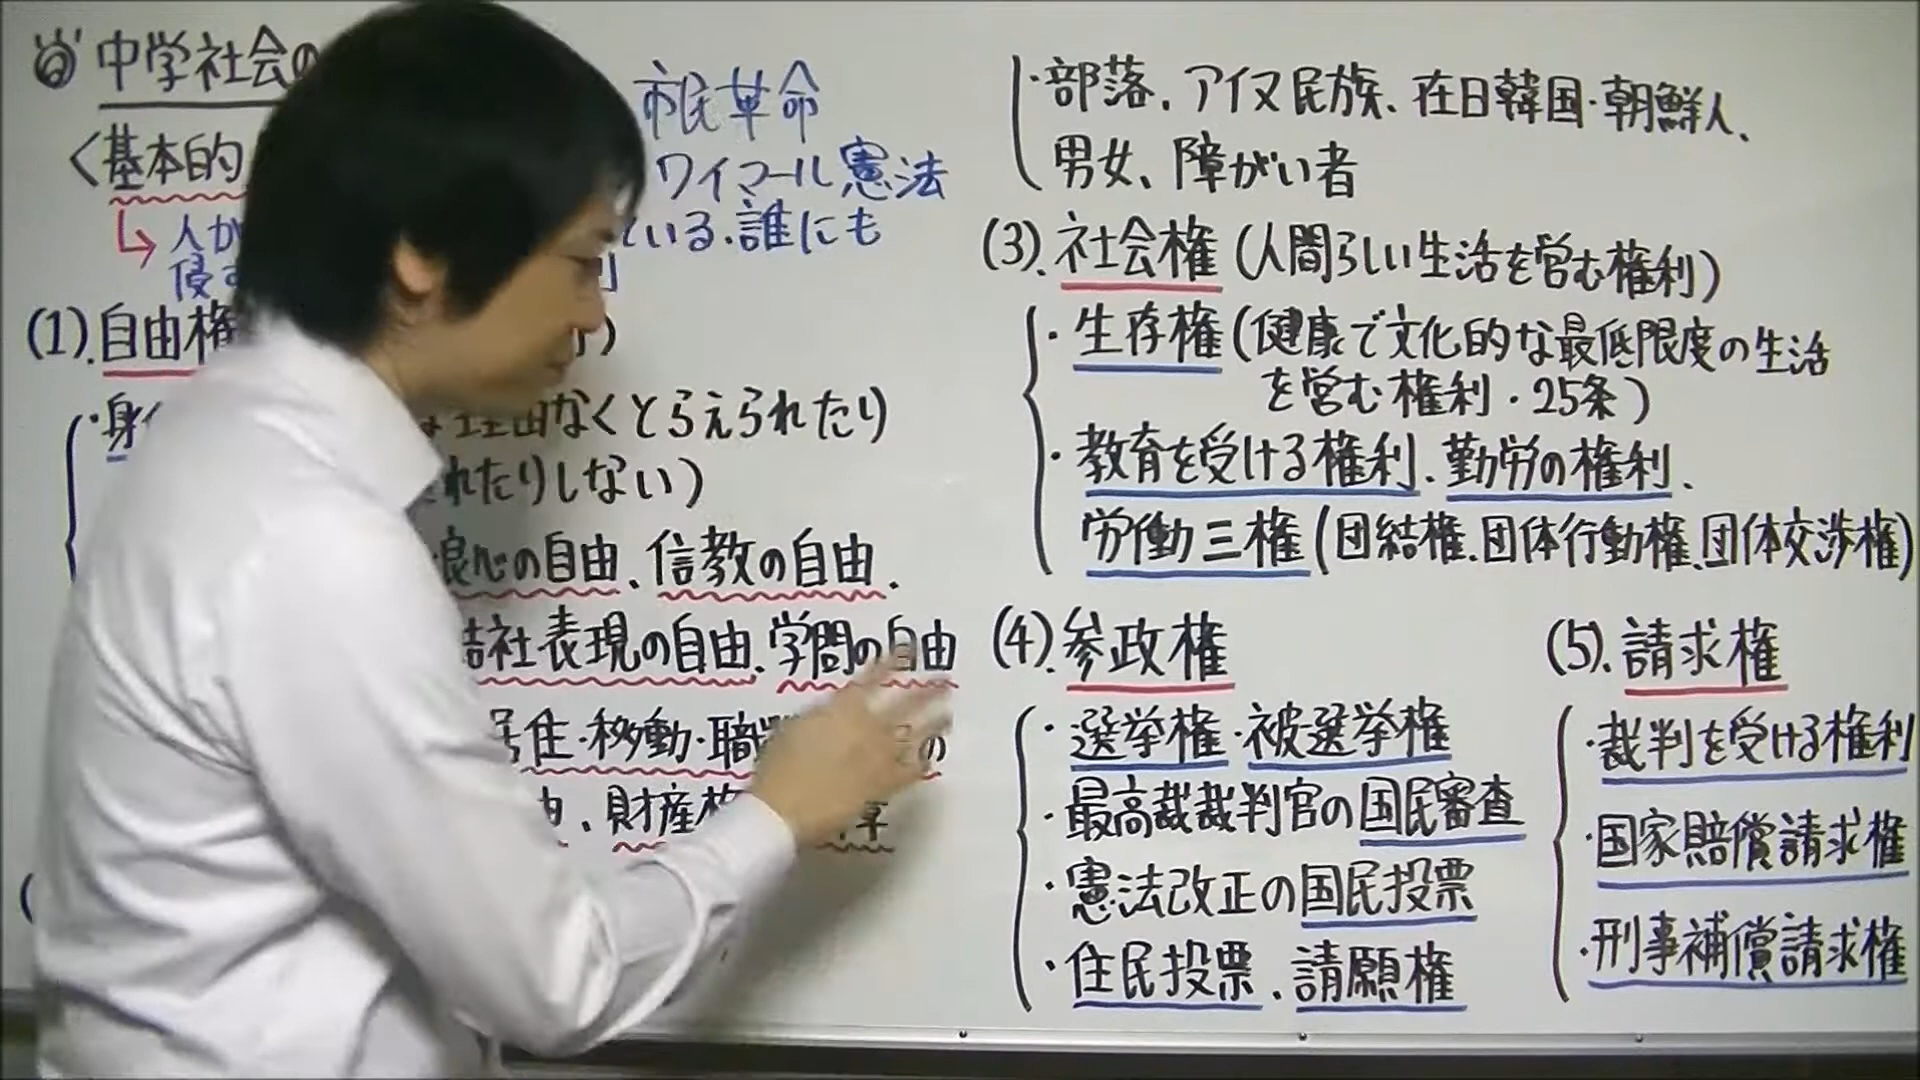 中学社会の
市民革命
<基本的
ワイマール憲法
人が
ている.誰にも
侵す
(1).自由権
・身
理由なくとらえられたり
れたりしない)
良心の自由、信教の自由.
結社表現の自由.学問の自由
居住・移動・職業
の
、財産権
・部落、アイヌ民族、在日韓国・朝鮮人、
男女、障がい者
(3).社会権(人間らしい生活を営む権利)
・生存権(健康で文化的な最低限度の生活
を営む権利・25条)
・教育を受ける権利.勤労の権利、
労働三権(団結権.団体行動権.団体交渉権)
(4).参政権
・選挙権・被選挙権
・最高裁裁判官の国民審査
・憲法改正の国民投票
・住民投票.請願権
(5).請求権
・裁判を受ける権利
・国家賠償請求権
・刑事補償請求権